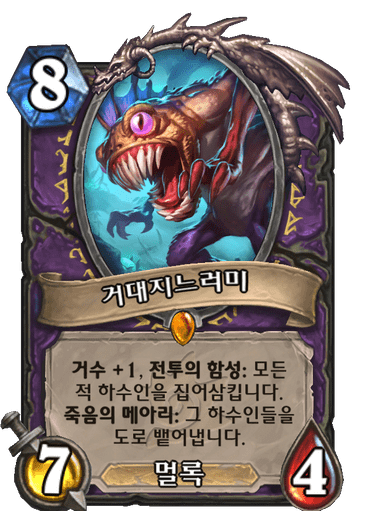 8
거대지느러미
거수 +1, 전투의 함성: 모든
적 하수인을 집어삼킵니다.
죽음의 메아리: 그 하수인들을
도로 뱉어냅니다.
7
멀록
4